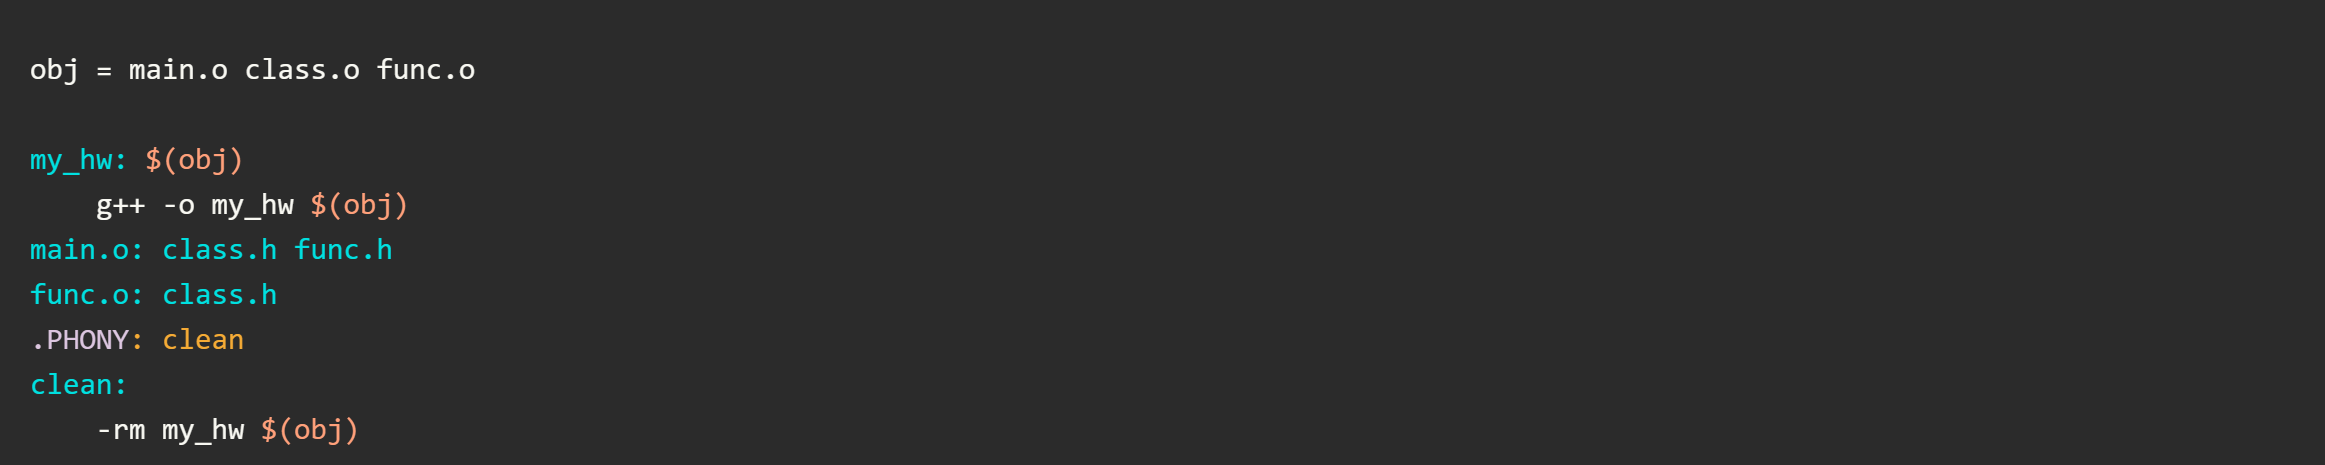 obj = main.o class.o func.o
my_hw: $(obj)
    g++ -o my_hw $(obj)
main.o: class.h func.h
func.o: class.h
.PHONY: clean
clean:
    -rm my_hw $(obj)